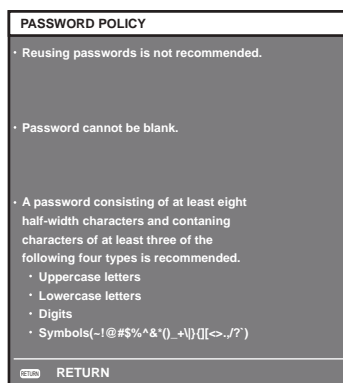 PASSWORD POLICY
・Reusing passwords is not recommended.
・Password cannot be blank.
・A password consisting of at least eight
half-width characters and contaning
characters of at least three of the
following four types is recommended.
・Uppercase letters
・Lowercase letters
・Digits
・Symbols(~!@#$%^&*()_+\|}{][<>.,/?`)
RETURN RETURN